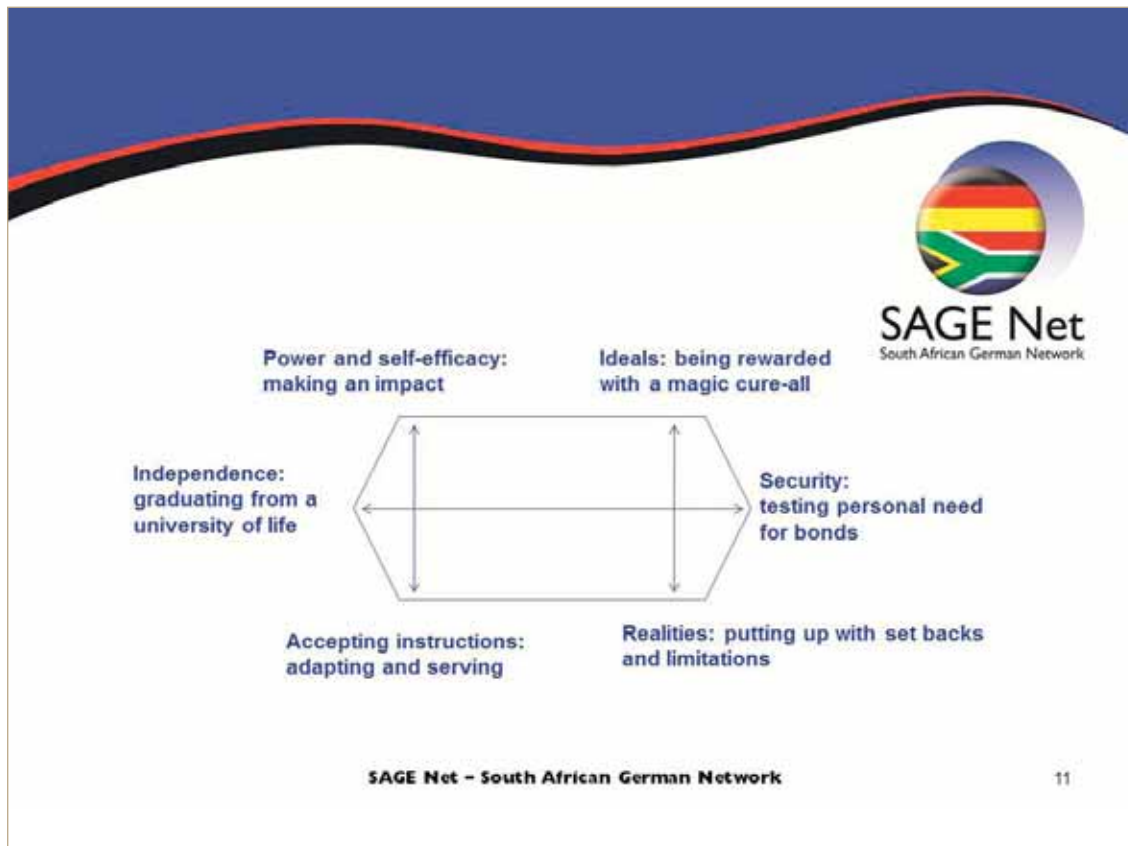 SAGE Net
South African German Network
Power and self-efficacy:
making an impact
Ideals: being rewarded
with a magic cure-all
Independence:
graduating from a
university of life
Security:
testing personal need
for bonds
Accepting instructions:
adapting and serving
Realities: putting up with set backs
and limitations
SAGE Net – South African German Network
11